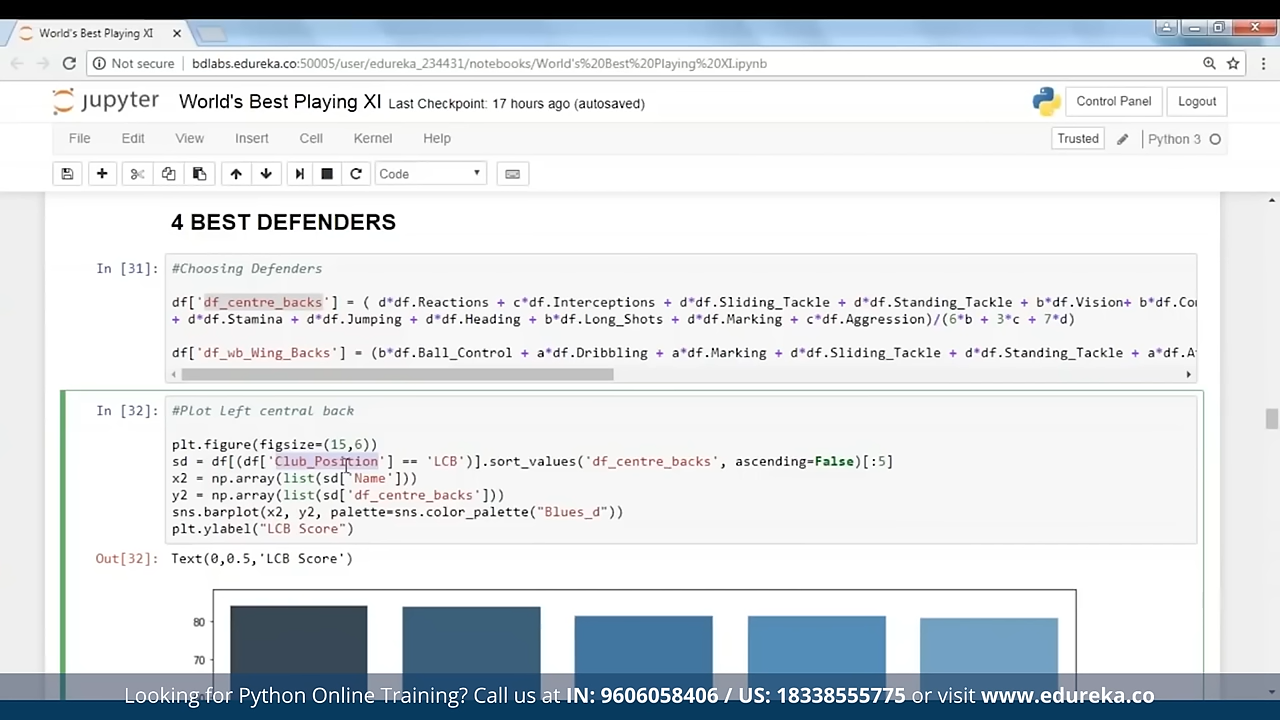 World's Best Playing XI
Not secure | bdlabs.edureka.co:50005/user/edureka_234431/notebooks/World's%20Best%20Playing%20XI.ipynb
jupyter World's Best Playing XI Last Checkpoint: 17 hours ago (autosaved) Control Panel Logout
File Edit View Insert Cell Kernel Help Trusted Python 3
Code
4 BEST DEFENDERS
In [31]: #Choosing Defenders
df['df_centre_backs'] = ( d*df.Reactions + c*df.Interceptions + d*df.Sliding_Tackle + d*df.Standing_Tackle + b*df.Vision+ b*df.Co
+ d*df.Stamina + d*df.Jumping + d*df.Heading + b*df.Long_Shots + d*df.Marking + c*df.Aggression)/(6*b + 3*c + 7*d)
df['df_wb_Wing_Backs'] = (b*df.Ball_Control + a*df.Dribbling + a*df.Marking + d*df.Sliding_Tackle + d*df.Standing_Tackle + a*df.A
In [32]: #Plot Left central back
plt.figure(figsize=(15,6))
sd = df[(df['Club_Position'] == 'LCB')].sort_values('df_centre_backs', ascending=False)[:5]
x2 = np.array(list(sd['Name']))
y2 = np.array(list(sd['df_centre_backs']))
sns.barplot(x2, y2, palette=sns.color_palette("Blues_d"))
plt.ylabel("LCB Score")
Out[32]: Text(0,0.5,'LCB Score')
80
70
Looking for Python Online Training? Call us at IN: 9606058406 / US: 18338555775 or visit www.edureka.co